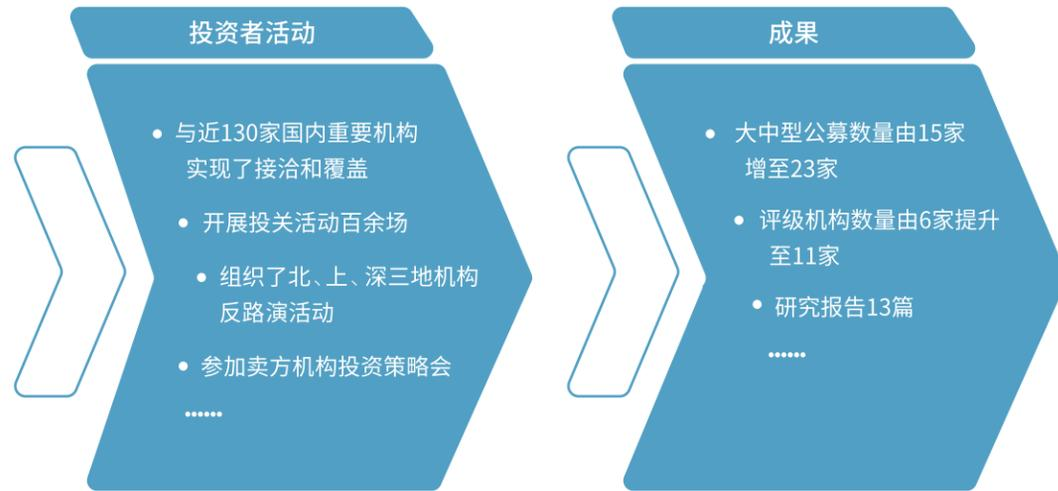 投资者活动
与近130家国内重要机构
实现了接洽和覆盖
开展投关活动百余场
组织了北、上、深三地机构
反路演活动
参加卖方机构投资策略会
……
成果
大中型公募数量由15家
增至23家
评级机构数量由6家提升
至11家
研究报告13篇
……